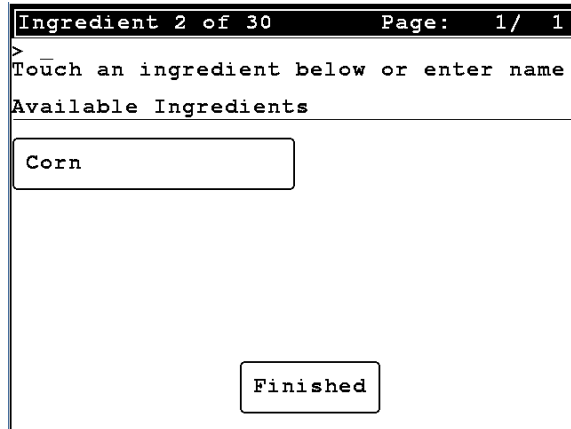 Ingredient 2 of 30 Page: 1/ 1
> _
Touch an ingredient below or enter name
Available Ingredients
Corn
Finished